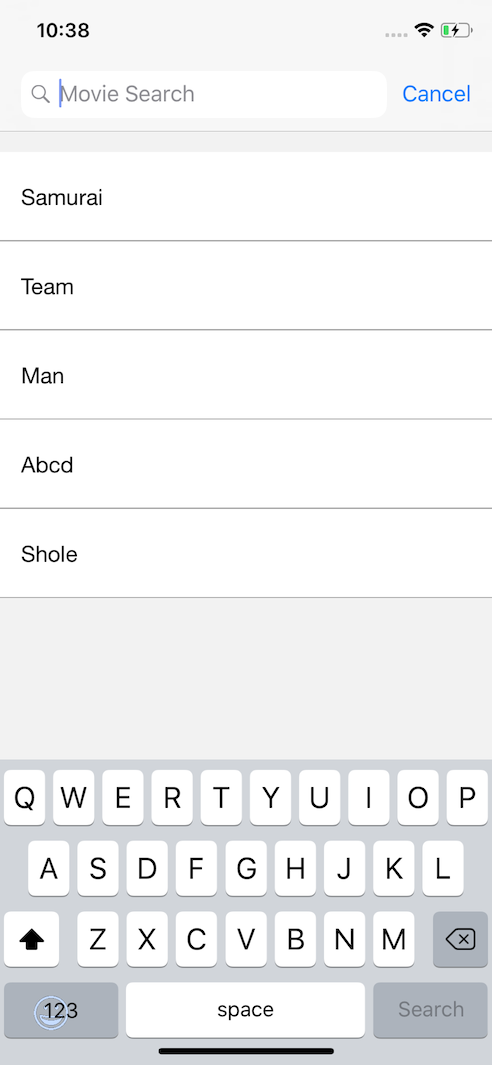 10:38
Movie Search Cancel
Samurai
Team
Man
Abcd
Shole
Q W E R T Y U I O P
A S D F G H J K L
Z X C V B N M
123 space Search